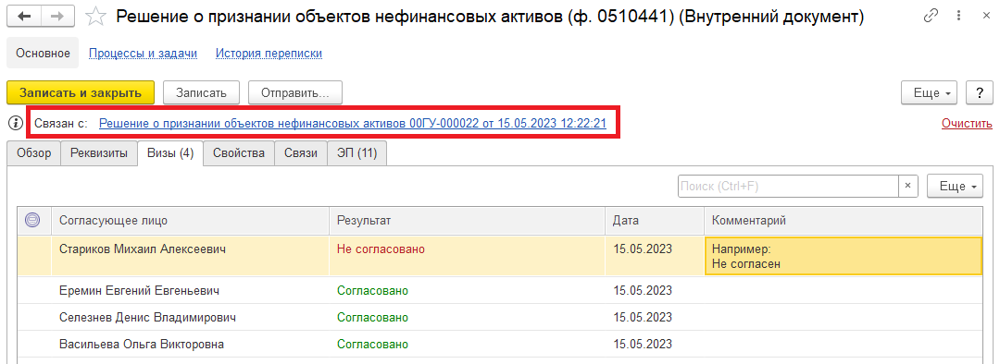 Решение о признании объектов нефинансовых активов (ф. 0510441) (Внутренний документ)
Основное Процессы и задачи История переписки
Записать и закрыть Записать Отправить... Еще ?
Связан с: Решение о признании объектов нефинансовых активов 00ГУ-000022 от 15.05.2023 12:22:21 Очистить
Обзор Реквизиты Визы (4) Свойства Связи ЭП (11)
Поиск (Ctrl+F) × Еще
Согласующее лицо Результат Дата Комментарий
Стариков Михаил Алексеевич Не согласовано 15.05.2023 Например:
Не согласен
Еремин Евгений Евгеньевич Согласовано 15.05.2023
Селезнев Денис Владимирович Согласовано 15.05.2023
Васильева Ольга Викторовна Согласовано 15.05.2023